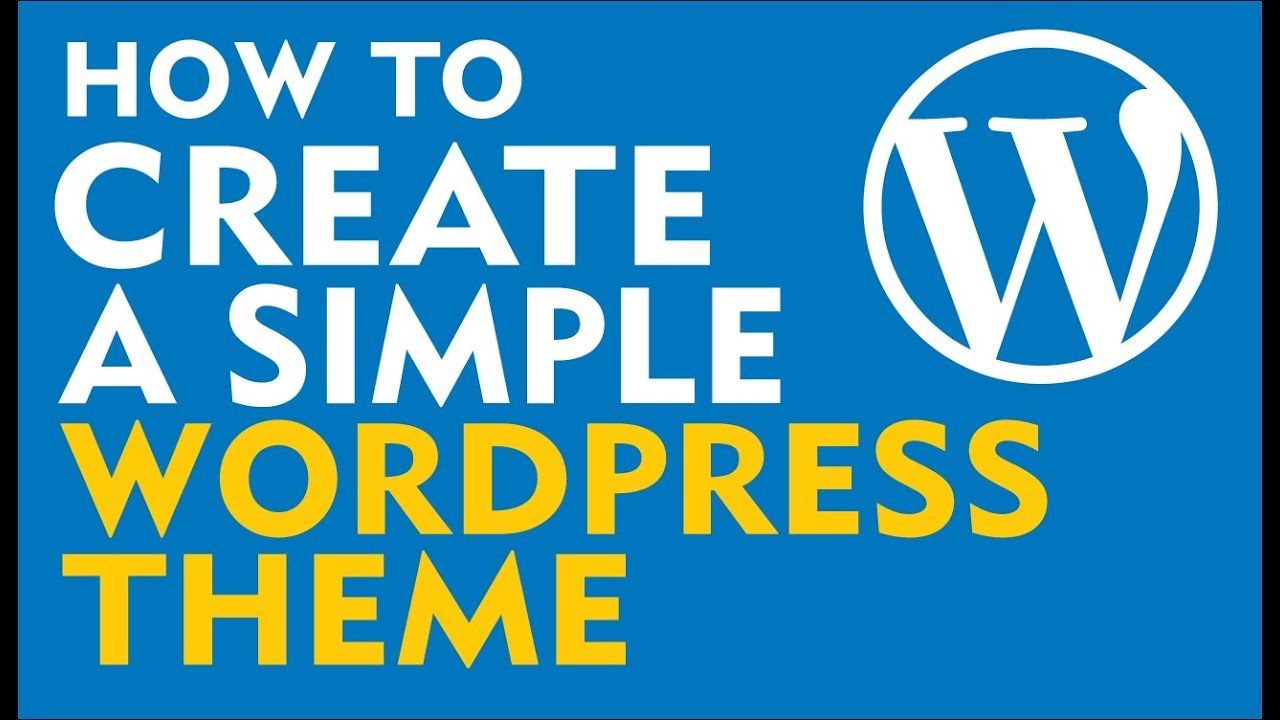 HOW TO
CREATE
A SIMPLE
WORDPRESS
THEME
W